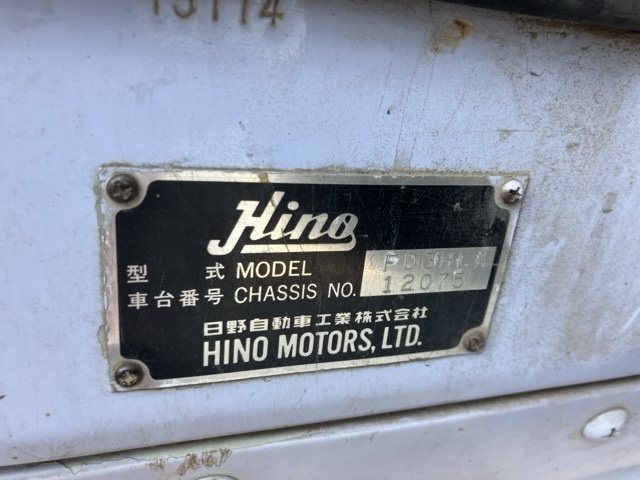 Hino
型 式 MODEL FD3HLA
車台番号 CHASSIS NO. 12075
日野自動車工業株式会社
HINO MOTORS, LTD.